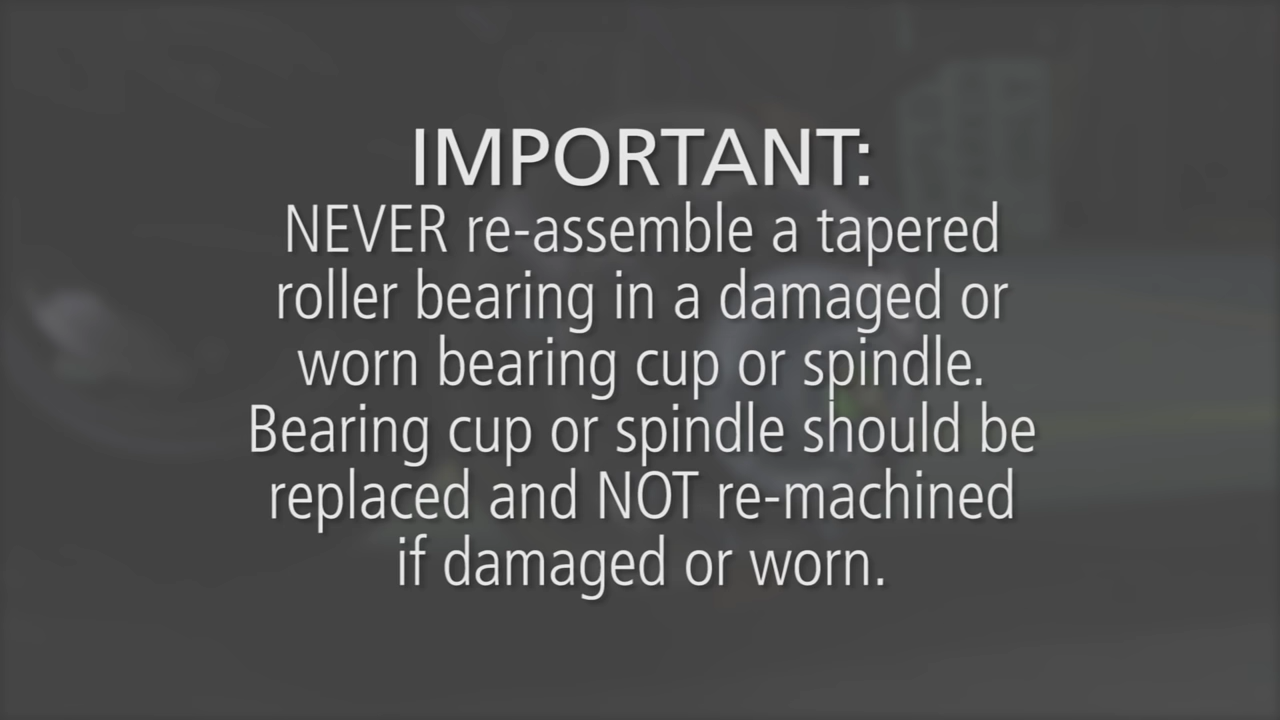 IMPORTANT:
NEVER re-assemble a tapered
roller bearing in a damaged or
worn bearing cup or spindle.
Bearing cup or spindle should be
replaced and NOT re-machined
if damaged or worn.